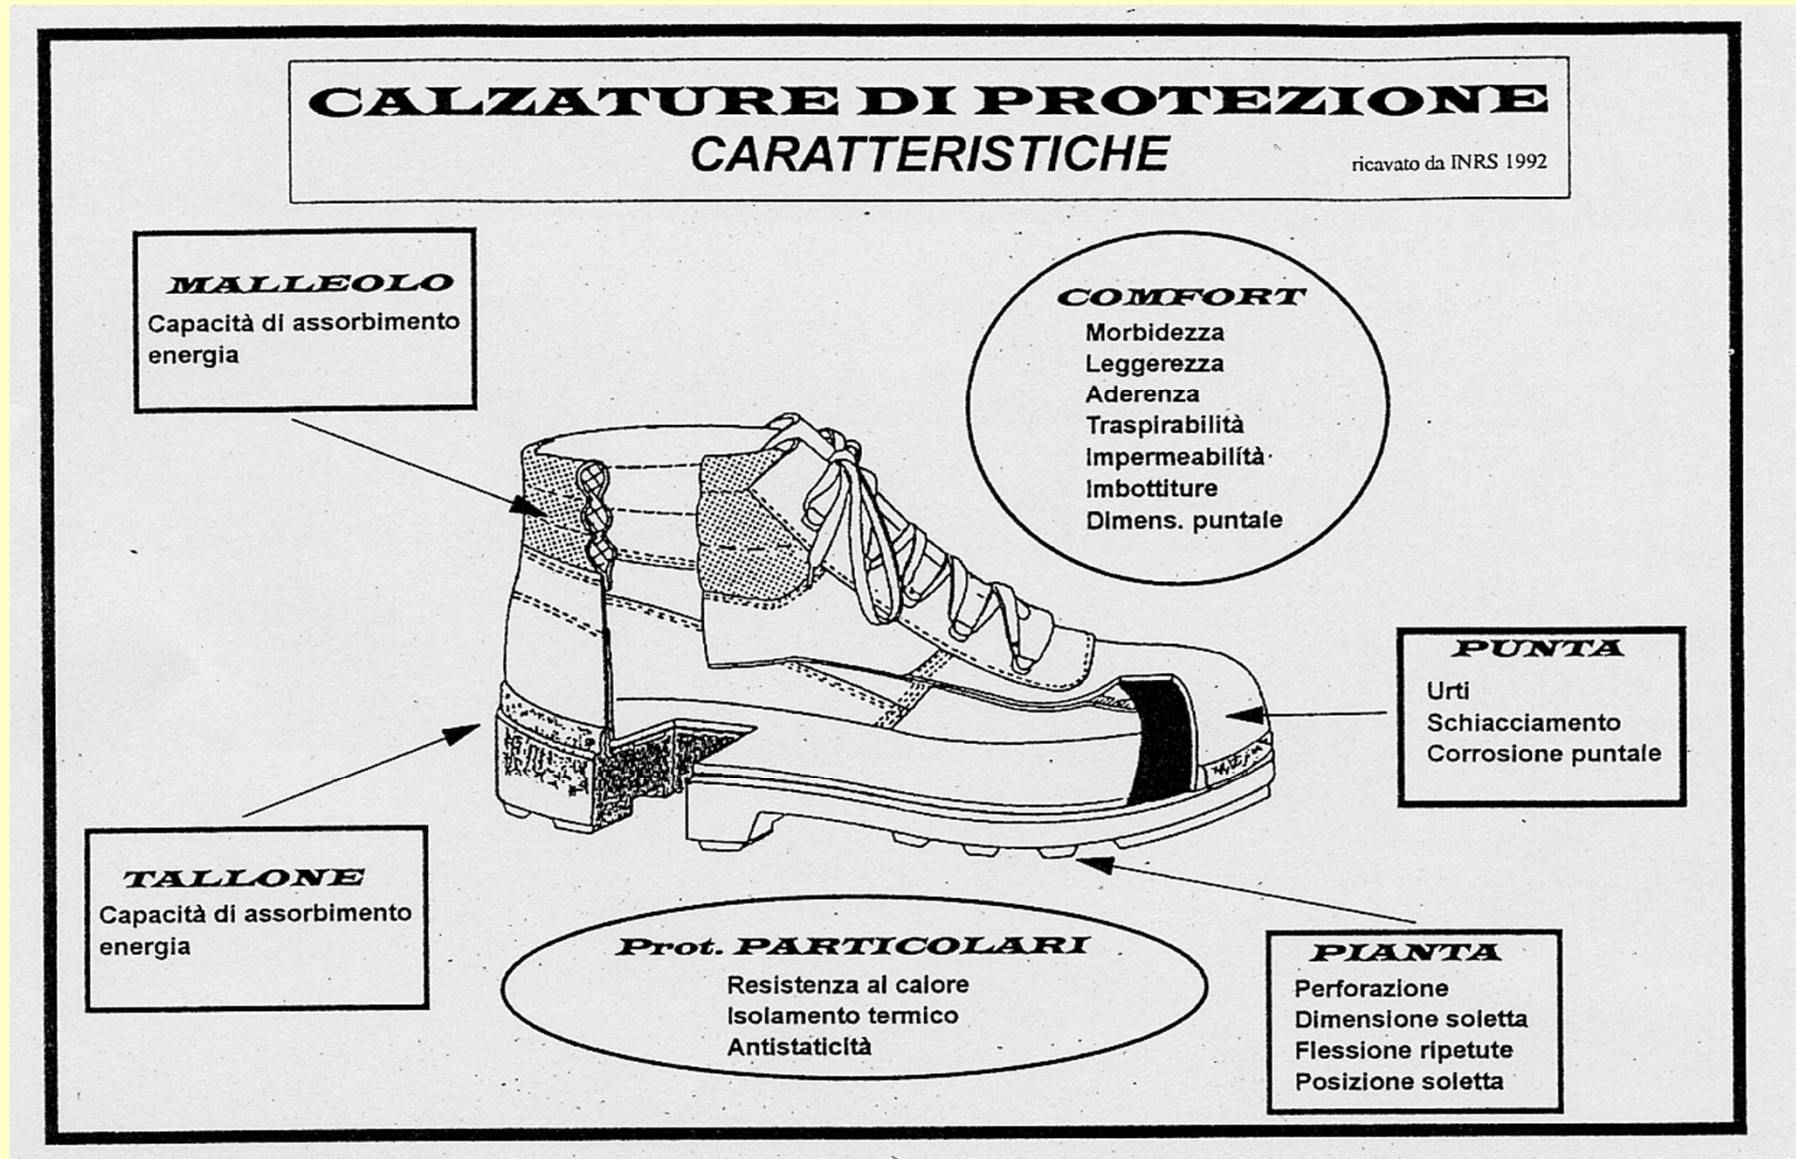 CALZATURE DI PROTEZIONE
CARATTERISTICHE
ricavato da INRS 1992
MALLEOLO
Capacità di assorbimento
energia
COMFORT
Morbidezza
Leggerezza
Aderenza
Traspirabilità
Impermeabilità
Imbottiture
Dimens. puntale
PUNTA
Urti
Schiacciamento
Corrosione puntale
TALLONE
Capacità di assorbimento
energia
Prot. PARTICOLARI
Resistenza al calore
Isolamento termico
Antistaticità
PIANTA
Perforazione
Dimensione soletta
Flessione ripetute
Posizione soletta